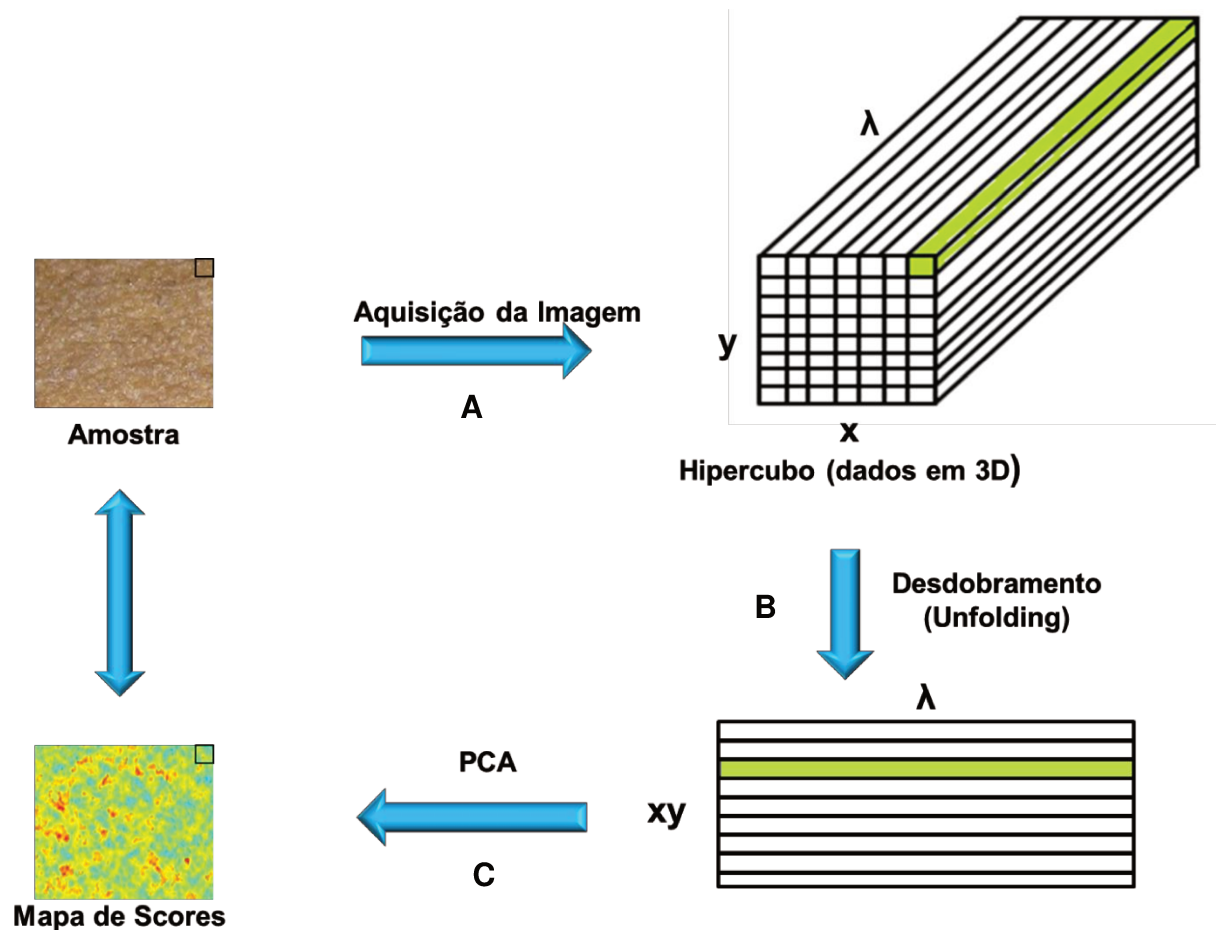 λ
Aquisição da Imagem
A
y
x
Amostra
Hipercubo (dados em 3D)
B
Desdobramento
(Unfolding)
λ
PCA
xy
C
Mapa de Scores